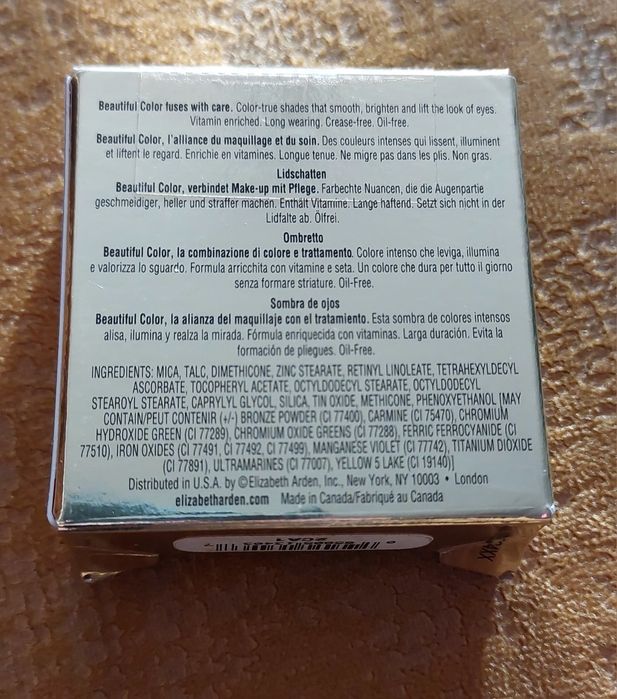 Beautiful Color fuses with care. Color-true shades that smooth, brighten and lift the look of eyes.
Vitamin enriched. Long wearing. Crease-free. Oil-free.
Beautiful Color, l'alliance du maquillage et du soin. Des couleurs intenses qui lissent, illuminent
et liftent le regard. Enrichie en vitamines. Longue tenue. Ne migre pas dans les plis. Non gras.
Lidschatten
Beautiful Color, verbindet Make-up mit Pflege. Farbechte Nuancen, die die Augenpartie
geschmeidiger, heller und straffer machen. Enthält Vitamine. Lange haftend. Setzt sich nicht in der
Lidfalte ab. Ölfrei.
Ombretto
Beautiful Color, la combinazione di colore e trattamento. Colore intenso che leviga, illumina
e valorizza lo sguardo. Formula arricchita con vitamine e seta. Un colore che dura per tutto il giorno
senza formare striature. Oil-Free.
Sombra de ojos
Beautiful Color, la alianza del maquillaje con el tratamiento. Esta sombra de colores intensos
alisa, ilumina y realza la mirada. Fórmula enriquecida con vitaminas. Larga duración. Evita la
formación de pliegues. Oil-Free.
INGREDIENTS: MICA, TALC, DIMETHICONE, ZINC STEARATE, RETINYL LINOLEATE, TETRAHEXYLDECYL
ASCORBATE, TOCOPHERYL ACETATE, OCTYLDODECYL STEARATE, OCTYLDODECYL
STEAROYL STEARATE, CAPRYLYL GLYCOL, SILICA, TIN OXIDE, METHICONE, PHENOXYETHANOL [MAY
CONTAIN/PEUT CONTENIR (+/-) BRONZE POWDER (CI 77400), CARMINE (CI 75470), CHROMIUM
HYDROXIDE GREEN (CI 77289), CHROMIUM OXIDE GREENS (CI 77288), FERRIC FERROCYANIDE (CI
77510), IRON OXIDES (CI 77491, CI 77492, CI 77499), MANGANESE VIOLET (CI 77742), TITANIUM DIOXIDE
(CI 77891), ULTRAMARINES (CI 77007), YELLOW 5 LAKE (CI 19140)]
Distributed in U.S.A. by ©Elizabeth Arden, Inc., New York, NY 10003 • London
elizabetharden.com Made in Canada/Fabriqué au Canada